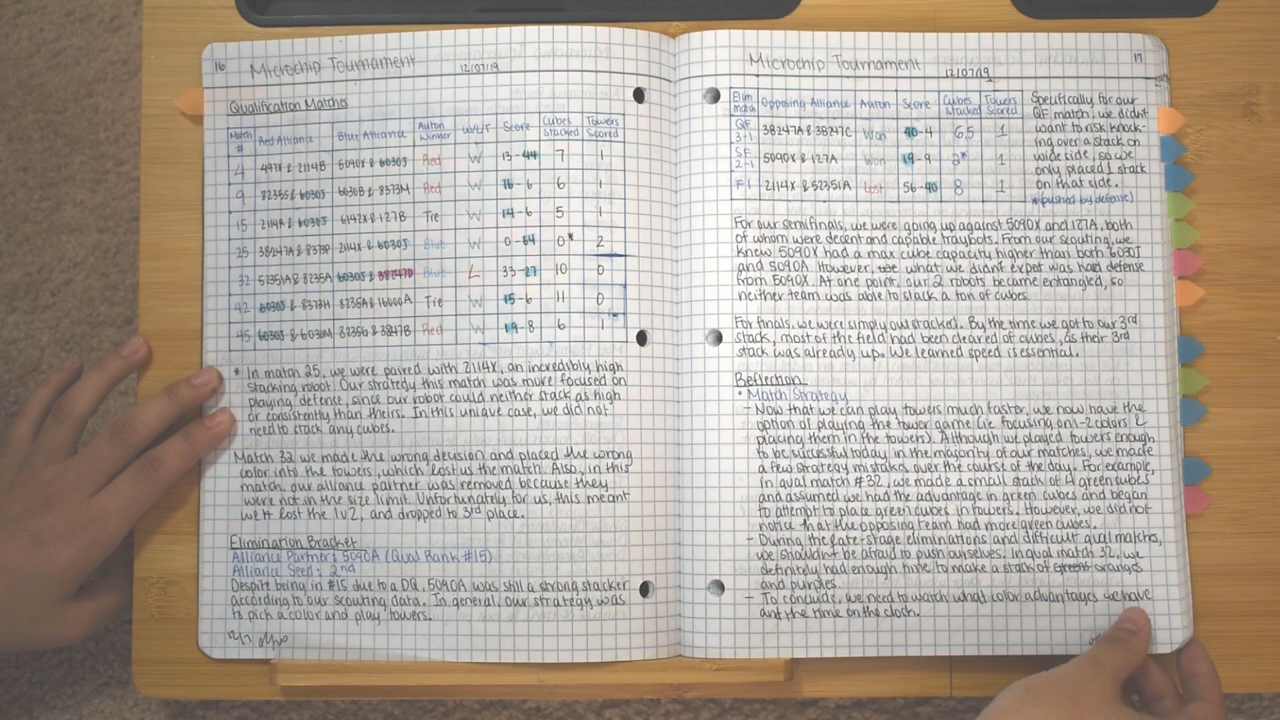 16 Microchip Tournament 12/07/19
Qualification Matches
Match # Red Alliance Blue Alliance Auton Winner W/L/T Score Cubes Stacked Towers Scored
4 497X & 2114B 5090X & 6030J Red W 13-44 7 1
9 8235S & 6030J 6030B & 8373M Red W 16-6 6 1
15 2114R & 6030J 6142X & 127B Tie W 14-6 5 1
25 38247A & 8373P 2114X & 6030J Blue W 0-64 0* 2
32 52351A & 8235A 6030J & 38247D Blue L 33-27 10 0
42 6030J & 8373H 8235A & 16000A Tie W 15-6 11 0
45 6030J & 6030M 8235G & 38247B Red W 19-8 6 1
* In match 25, we were paired with 2114X, an incredibly high
stacking robot. Our strategy this match was more focused on
playing defense, since our robot could neither stack as high
or consistently than theirs. In this unique case, we did not
need to stack any cubes.
Match 32 we made the wrong decision and placed the wrong
color into the towers, which lost us the match. Also, in this
match, our alliance partner was removed because they
were not in the size limit. Unfortunately for us, this meant
we lost the 1v2, and dropped to 3rd place.
Elimination Bracket
Alliance Partner: 5090A (Qual Rank #15)
Alliance Seed: 2nd
Despite being in #15 due to a DQ, 5090A was still a strong stacker
according to our scouting data. In general, our strategy was
to pick a color and play towers.
Microchip Tournament 12/07/19 17
Elim match Opposing Alliance Auton Score Cubes Stacked Towers Scored
QF 3-1 38247A & 38247C Won 40-4 65 1
SF 2-1 5090X & 127A Won 19-9 2* 1
F1 2114X & 52351A Lost 56-40 8 1
Specifically for our
QF match, we didn't
want to risk knock-
ing over a stack on
wide side, so we
only placed 1 stack
on that side.
*(pushed by defense)
For our semifinals, we were going up against 5090X and 127A, both
of whom were decent and capable traybots. From our scouting, we
knew 5090X had a max cube capacity higher than both 6030J
and 5090A. However, what we didn't expet was hard defense
from 5090X. At one point, our 2 robots became entangled, so
neither team was able to stack a ton of cubes.
For finals, we were simply outstacked. By the time we got to our 3rd
stack, most of the field had been cleared of cubes, as their 3rd
stack was already up. We learned speed is essential.
Reflection
• Match Strategy
- Now that we can play towers much faster, we now have the
option of playing the tower game (ie focusing on 1-2 colors &
placing them in the towers). Although we played towers enough
to be successful today in the majority of our matches, we made
a few strategy mistakes over the course of the day. For example,
in qual match #32, we made a small stack of 4 green cubes
and assumed we had the advantage in green cubes and began
to attempt to place green cubes in towers. However, we did not
notice that the opposing team had more green cubes.
- During the late-stage eliminations and difficult qual matches,
we shouldn't be afraid to push ourselves. In qual match 32, we
definitely had enough time to make a stack of greens oranges
and purples.
- To conclude, we need to watch what color advantages we have
ant the time on the clock.